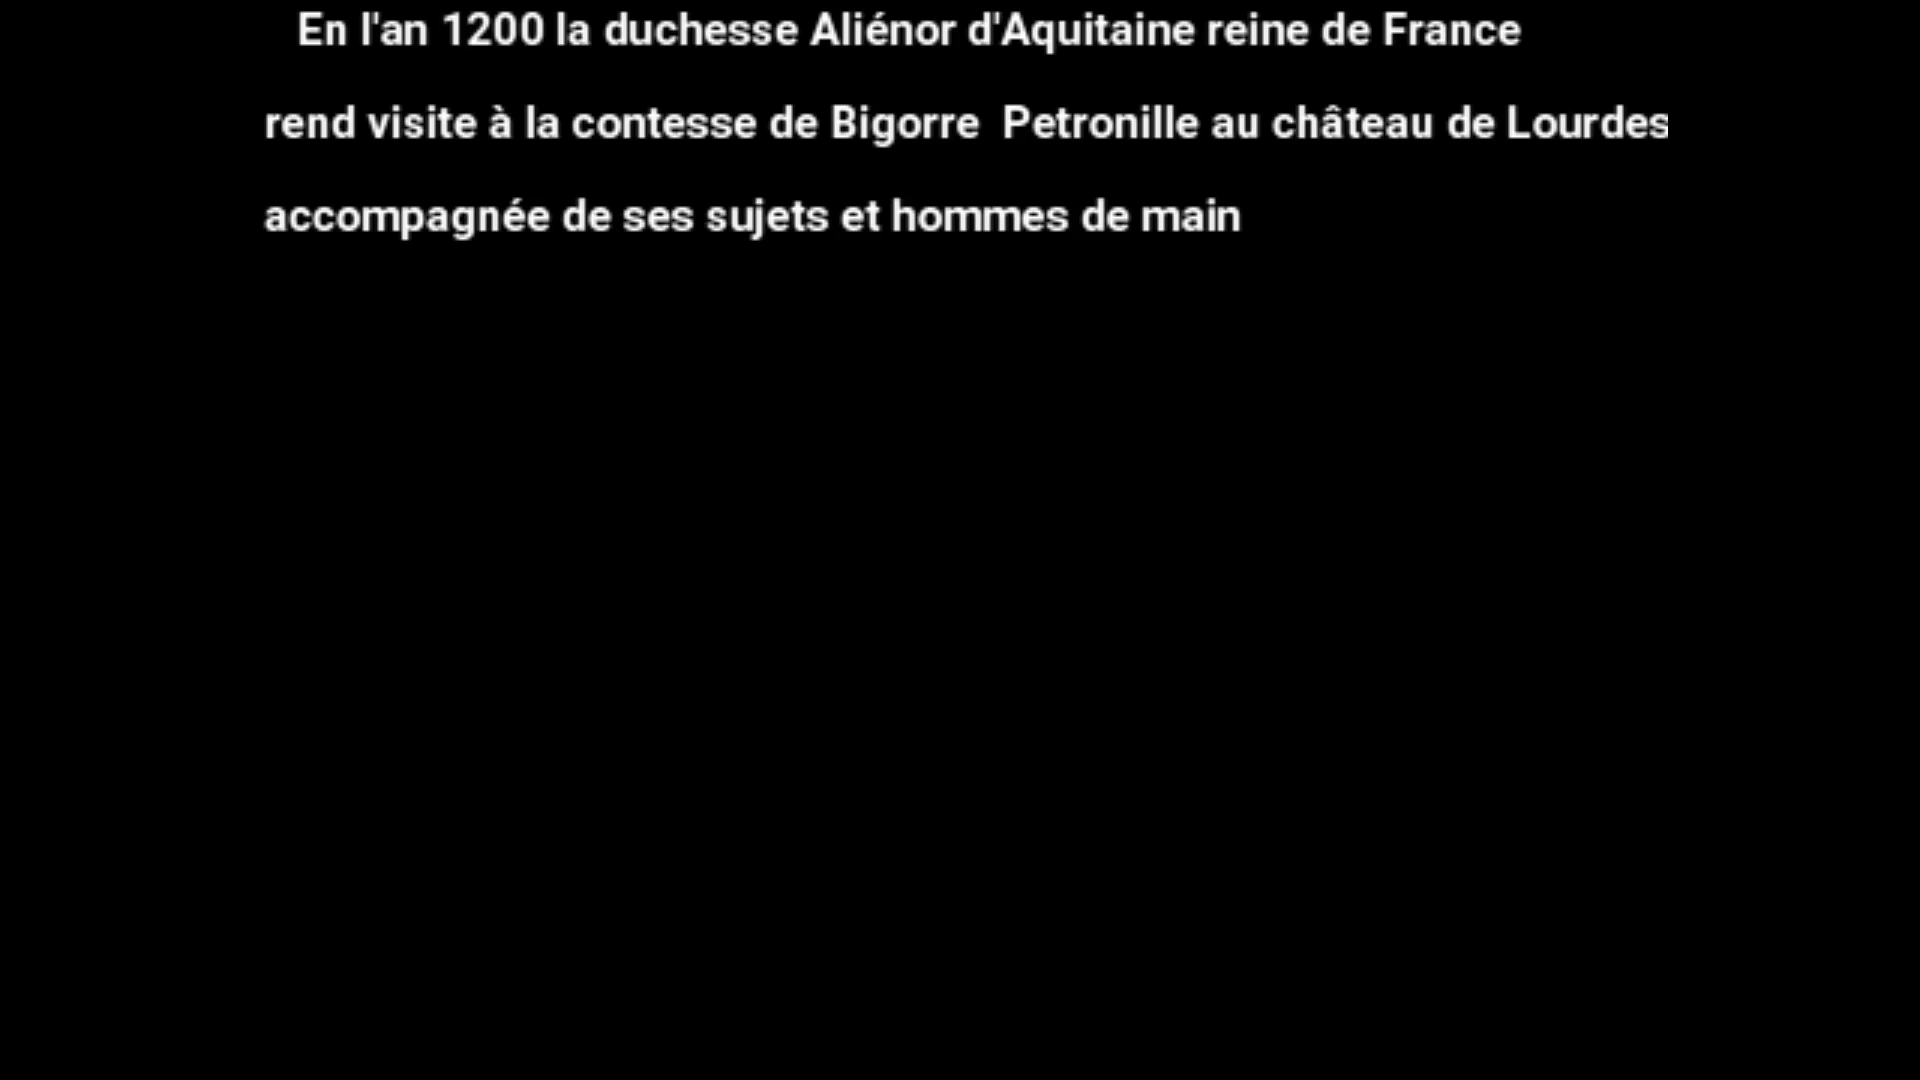 En l'an 1200 la duchesse Aliénor d'Aquitaine reine de France
rend visite à la contesse de Bigorre  Petronille au château de Lourdes
accompagnée de ses sujets et hommes de main